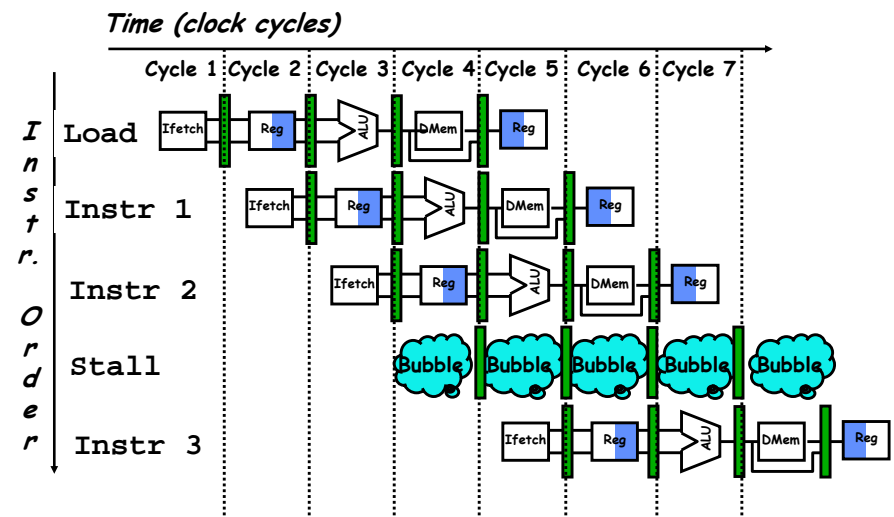 Time (clock cycles)
Cycle 1 Cycle 2 Cycle 3 Cycle 4 Cycle 5 Cycle 6 Cycle 7
Instr. Order
Load Ifetch Reg ALU DMem Reg
Instr 1 Ifetch Reg ALU DMem Reg
Instr 2 Ifetch Reg ALU DMem Reg
Stall Bubble Bubble Bubble Bubble Bubble
Instr 3 Ifetch Reg ALU DMem Reg